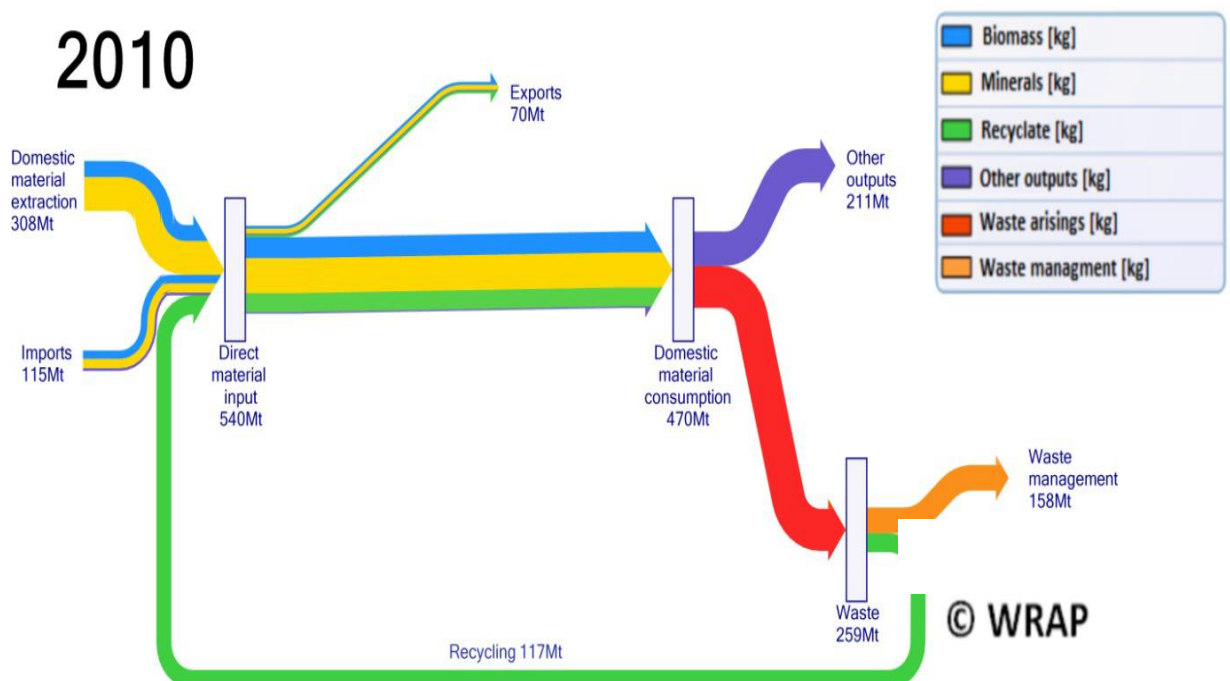 2010
Domestic
material
extraction
308Mt
Imports
115Mt
Direct
material
input
540Mt
Exports
70Mt
Domestic
material
consumption
470Mt
Other
outputs
211Mt
Waste
management
158Mt
Waste
259Mt
Recycling 117Mt
Biomass [kg]
Minerals [kg]
Recyclate [kg]
Other outputs [kg]
Waste arisings [kg]
Waste managment [kg]
© WRAP